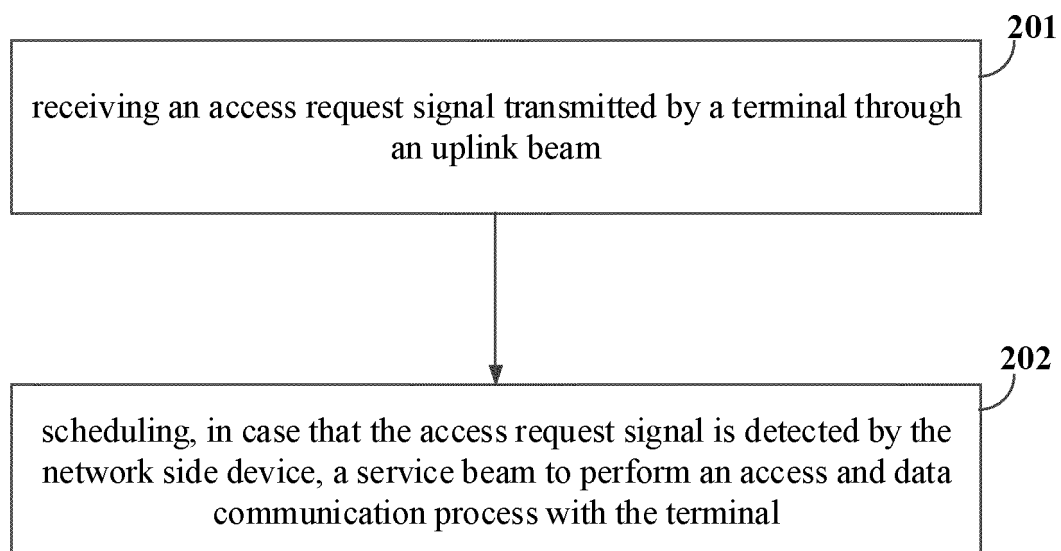 201
receiving an access request signal transmitted by a terminal through
an uplink beam
202
scheduling, in case that the access request signal is detected by the
network side device, a service beam to perform an access and data
communication process with the terminal